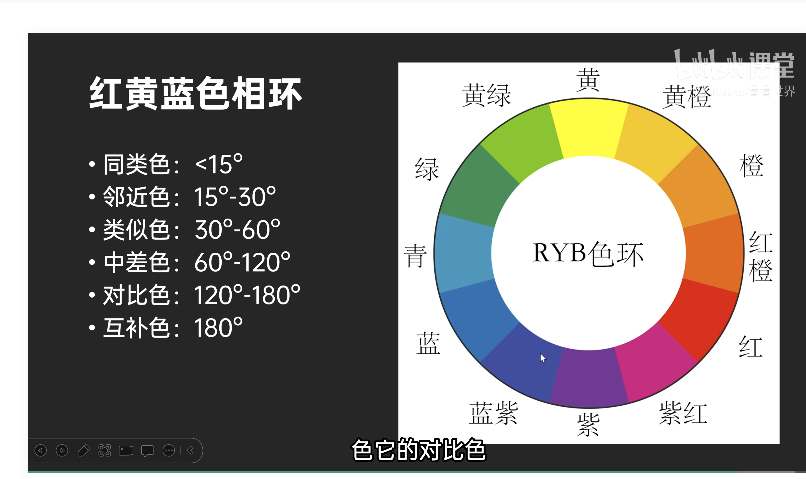 课堂
世界
红黄蓝色相环
• 同类色：<15°
• 邻近色：15°-30°
• 类似色：30°-60°
• 中差色：60°-120°
• 对比色：120°-180°
• 互补色：180°
黄
黄绿
黄橙
绿
橙
青
RYB色环
红橙
蓝
红
蓝紫
紫
紫红
色它的对比色